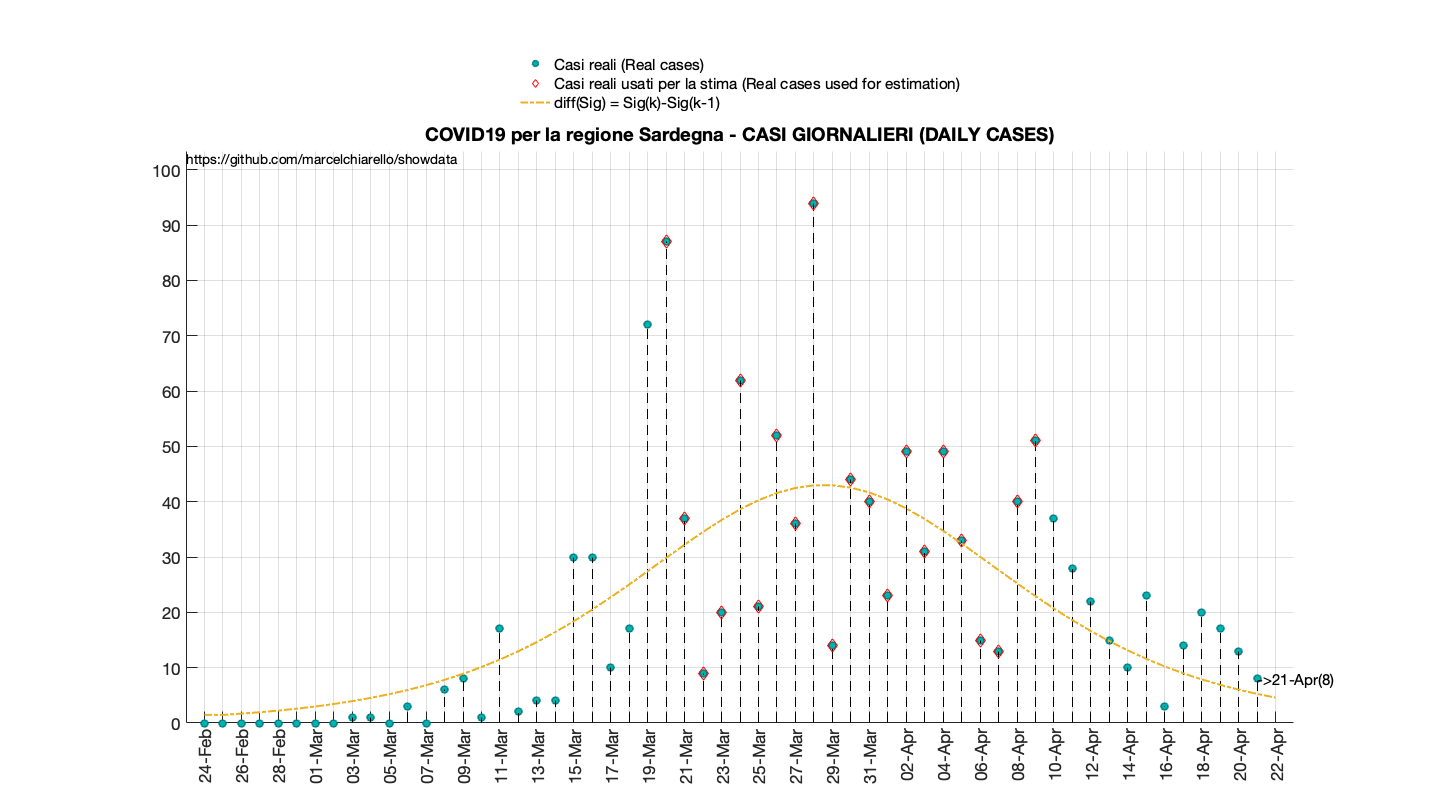 Casi reali (Real cases)
Casi reali usati per la stima (Real cases used for estimation)
diff(Sig) = Sig(k)-Sig(k-1)
COVID19 per la regione Sardegna - CASI GIORNALIERI (DAILY CASES)
https://github.com/marcelchiarello/showdata
100
90
80
70
60
50
40
30
20
10
0
->21-Apr(8)
24-Feb
26-Feb
28-Feb
01-Mar
03-Mar
05-Mar
07-Mar
09-Mar
11-Mar
13-Mar
15-Mar
17-Mar
19-Mar
21-Mar
23-Mar
25-Mar
27-Mar
29-Mar
31-Mar
02-Apr
04-Apr
06-Apr
08-Apr
10-Apr
12-Apr
14-Apr
16-Apr
18-Apr
20-Apr
22-Apr